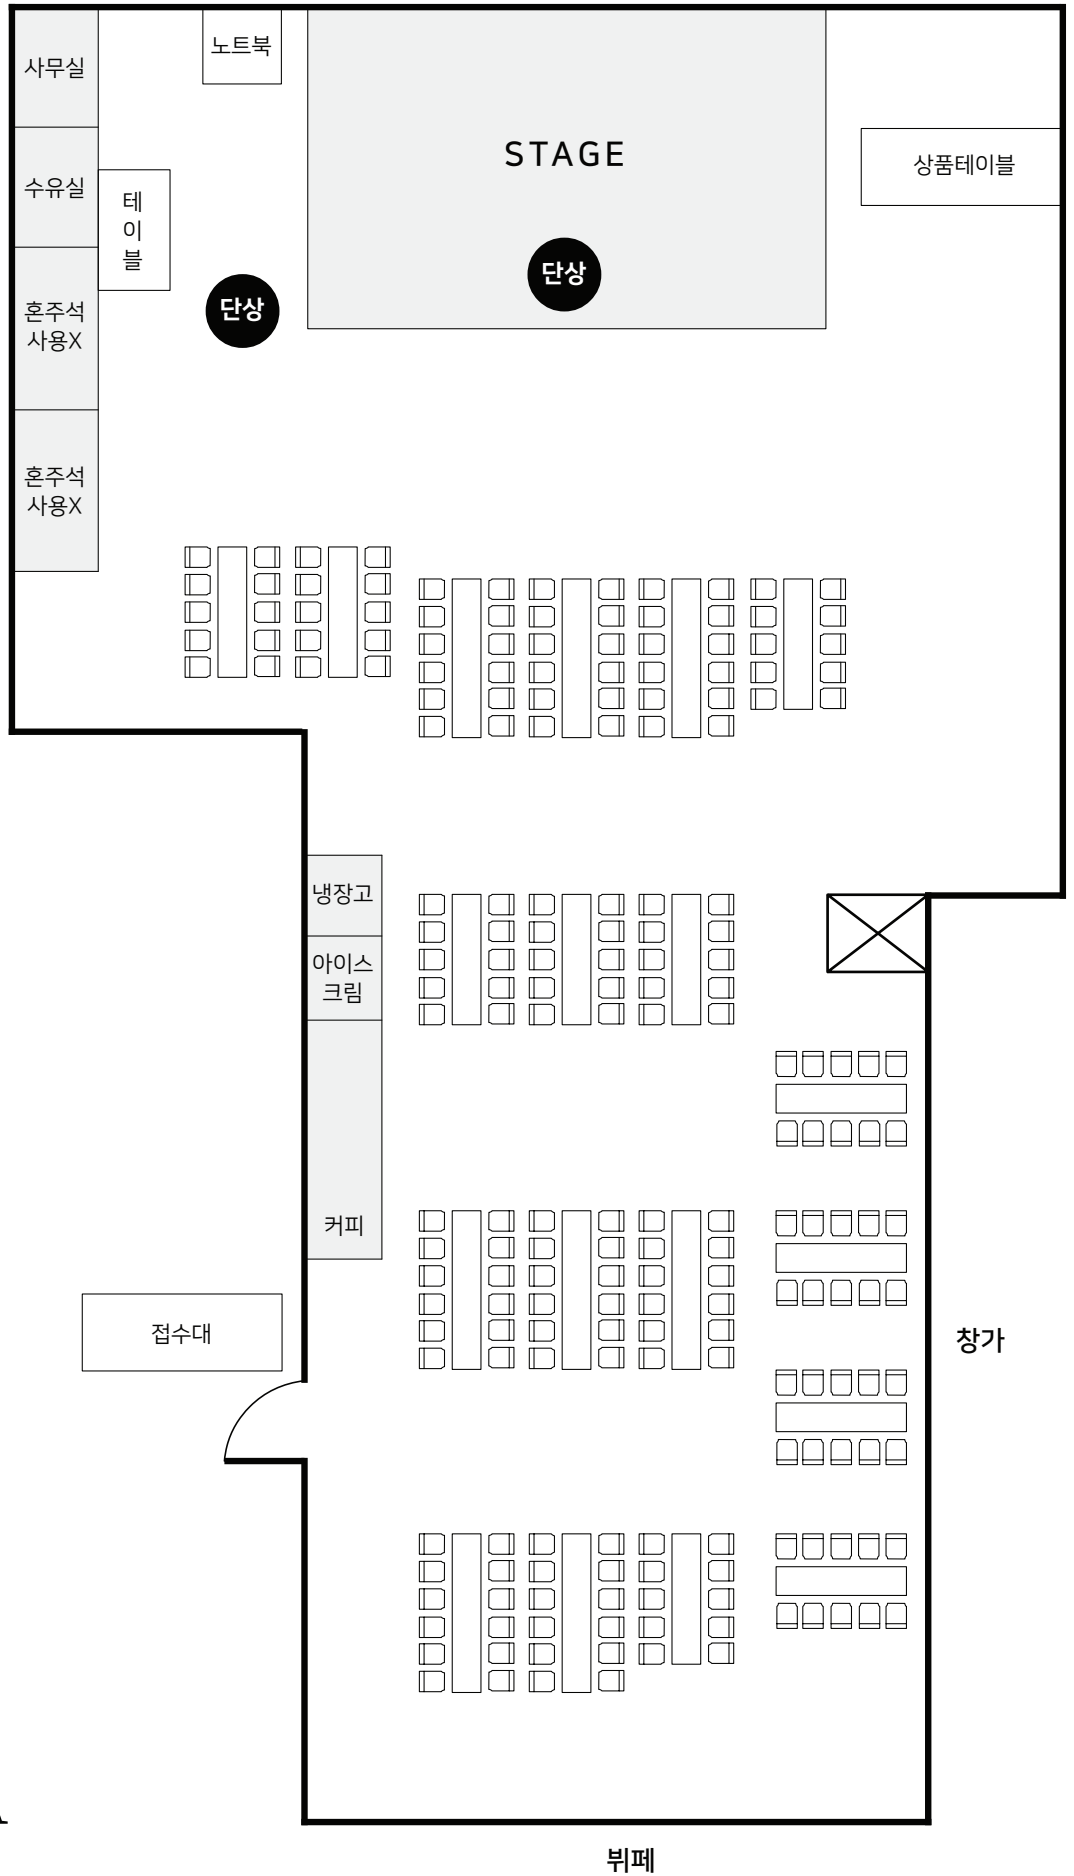 사무실
노트북
STAGE
상품테이블
수유실
테
이
블
단상
단상
혼주석
사용X
혼주석
사용X
냉장고
아이스
크림
커피
접수대
창가
뷔페